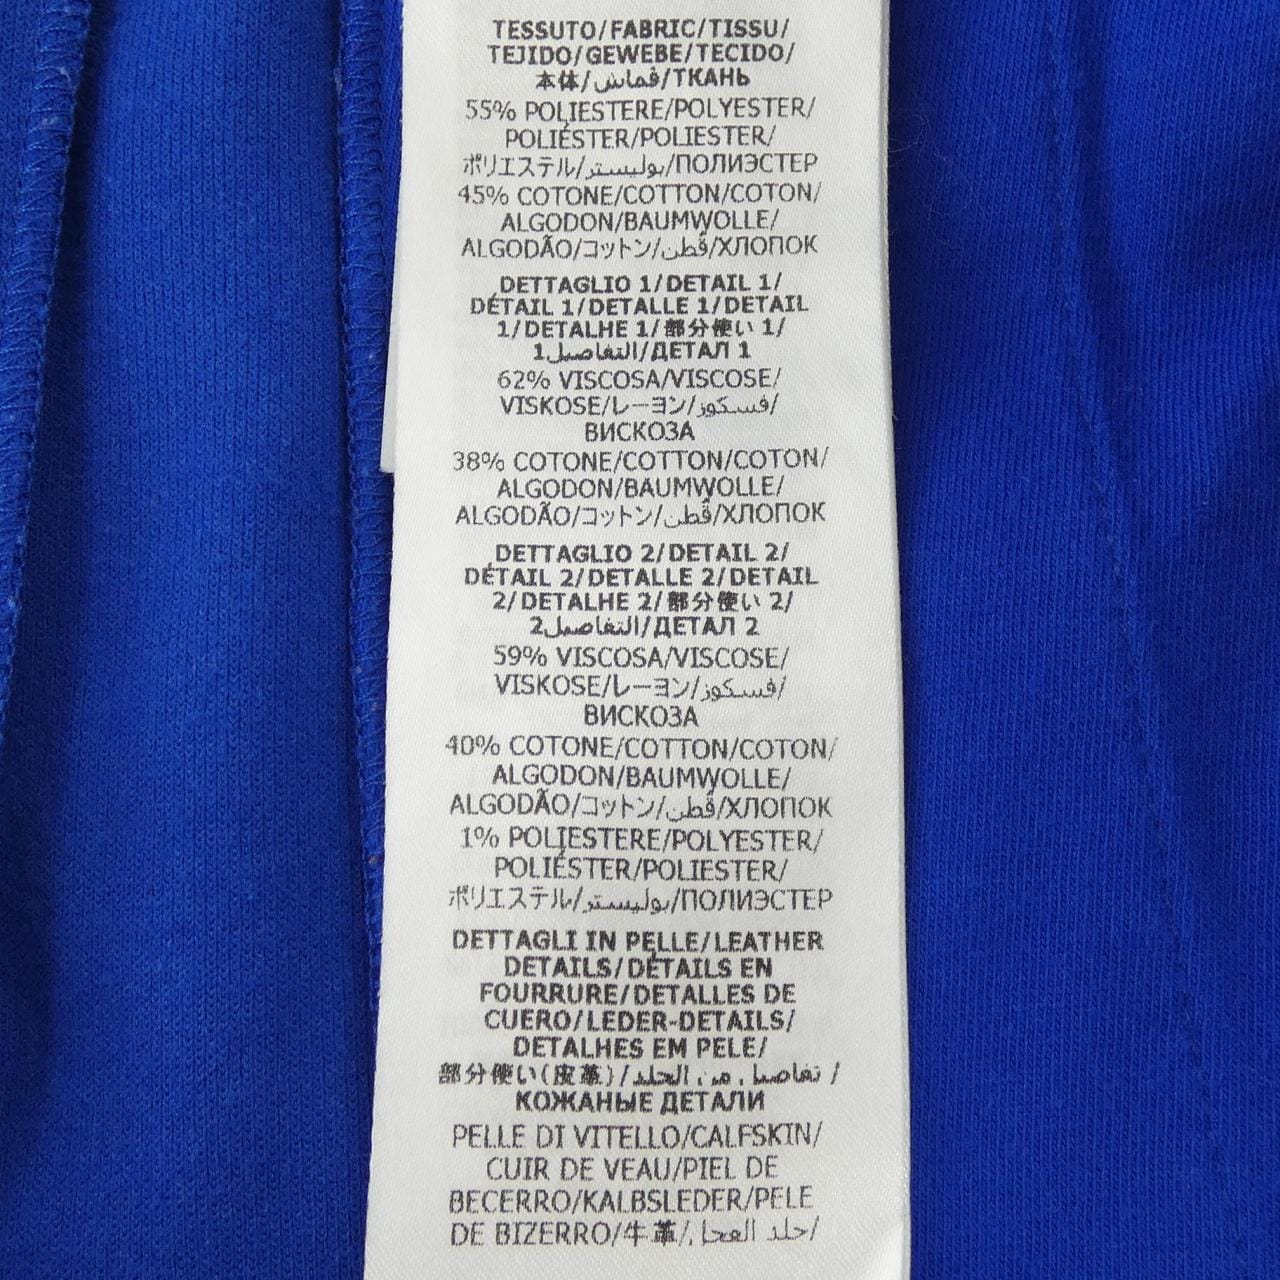 TESSUTO/FABRIC/TISSU/
TEJIDO/GEWEBE/TECIDO/
本体/قماش/ТКАНЬ
55% POLIESTERE/POLYESTER/
POLIÉSTER/POLIESTER/
ポリエステル/بوليستر/ПОЛИЭСТЕР
45% COTONE/COTTON/COTON/
ALGODON/BAUMWOLLE/
ALGODÃO/コットン/قطن/ХЛОПОК
DETTAGLIO 1/DETAIL 1/
DÉTAIL 1/DETALLE 1/DETAIL
1/DETALHE 1/部分使い 1/
التفاصيل1/ДЕТАЛ 1
62% VISCOSA/VISCOSE/
VISKOSE/レーヨン/فسكوز/
ВИСКОЗА
38% COTONE/COTTON/COTON/
ALGODON/BAUMWOLLE/
ALGODÃO/コットン/قطن/ХЛОПОК
DETTAGLIO 2/DETAIL 2/
DÉTAIL 2/DETALLE 2/DETAIL
2/DETALHE 2/部分使い 2/
التفاصيل2/ДЕТАЛ 2
59% VISCOSA/VISCOSE/
VISKOSE/レーヨン/فسكوز/
ВИСКОЗА
40% COTONE/COTTON/COTON/
ALGODON/BAUMWOLLE/
ALGODÃO/コットン/قطن/ХЛОПОК
1% POLIESTERE/POLYESTER/
POLIÉSTER/POLIESTER/
ポリエステル/بوليستر/ПОЛИЭСТЕР
DETTAGLI IN PELLE/LEATHER
DETAILS/DÉTAILS EN
FOURRURE/DETALLES DE
CUERO/LEDER-DETAILS/
DETALHES EM PELE/
部分使い(皮革)/تفاصيل من الجلد/
КОЖАНЫЕ ДЕТАЛИ
PELLE DI VITELLO/CALFSKIN/
CUIR DE VEAU/PIEL DE
BECERRO/KALBSLEDER/PELE
DE BIZERRO/牛革/جلد العجل/